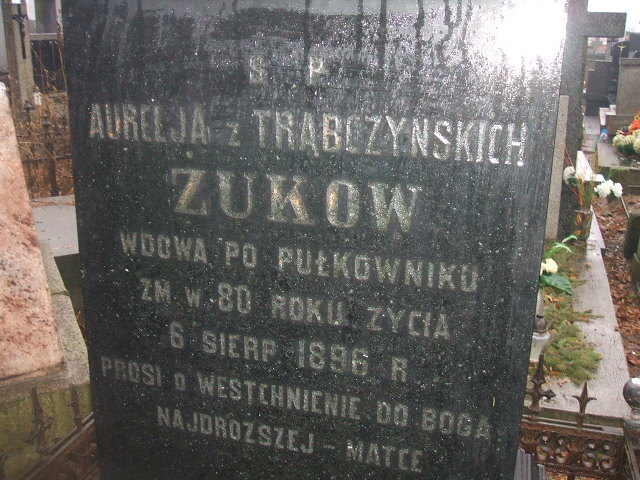 Ś P
AURELJA z TRĄBCZYŃSKICH
ŻUKOW
WDOWA PO PUŁKOWNIKU
ZM W 80 ROKU ŻYCIA
6 SIERP 1896 R
PROSI O WESTCHNIENIE DO BOGA
NAJDROŻSZEJ - MATCE